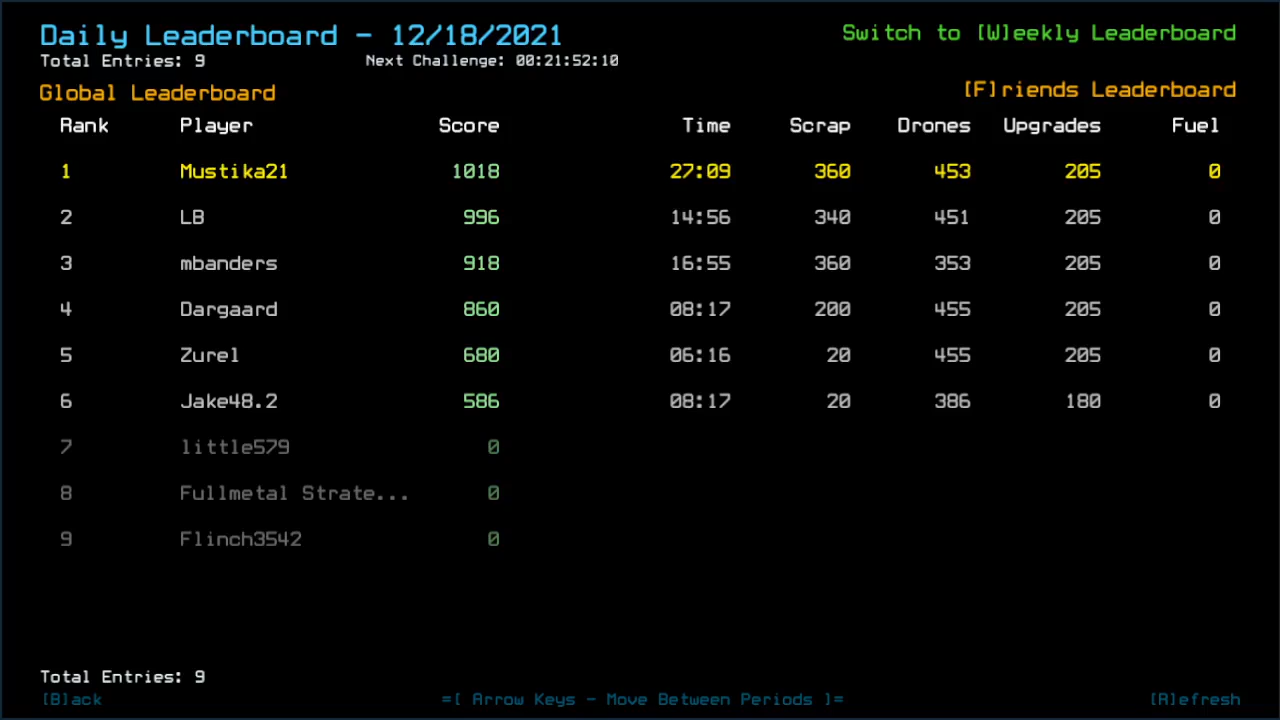 Daily Leaderboard - 12/18/2021 Switch to [W]eekly Leaderboard
Total Entries: 9 Next Challenge: 00:21:52:10
Global Leaderboard [F]riends Leaderboard
Rank Player Score Time Scrap Drones Upgrades Fuel
1 Mustika21 1018 27:09 360 453 205 0
2 LB 996 14:56 340 451 205 0
3 mbanders 918 16:55 360 353 205 0
4 Dargaard 860 08:17 200 455 205 0
5 Zurel 680 06:16 20 455 205 0
6 Jake48.2 586 08:17 20 386 180 0
7 little579 0
8 Fullmetal Strate... 0
9 Flinch3542 0
Total Entries: 9
[B]ack =[ Arrow Keys - Move Between Periods ]= [R]efresh